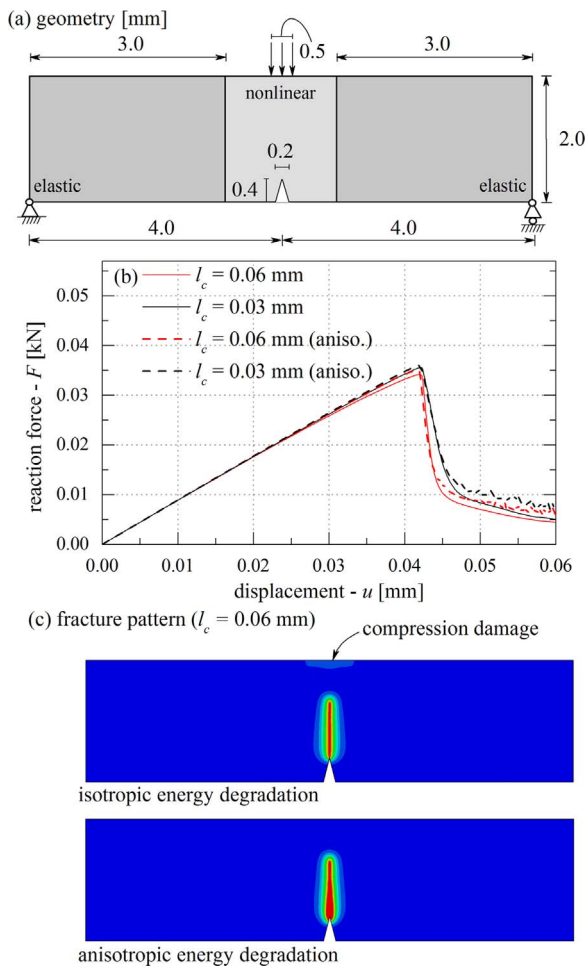 (a) geometry [mm]
3.0
0.5
3.0
nonlinear
0.2
2.0
0.4
elastic
elastic
4.0
4.0
(b)
l_c = 0.06 mm
l_c = 0.03 mm
l_c = 0.06 mm (aniso.)
l_c = 0.03 mm (aniso.)
0.05
0.04
0.03
0.02
0.01
0.00
reaction force - F [kN]
0.00 0.01 0.02 0.03 0.04 0.05 0.06
displacement - u [mm]
(c) fracture pattern (l_c = 0.06 mm)
compression damage
isotropic energy degradation
anisotropic energy degradation